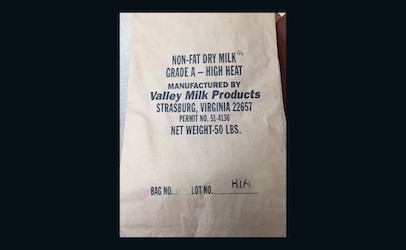 NON-FAT DRY MILK
GRADE A – HIGH HEAT
MANUFACTURED BY
Valley Milk Products
STRASBURG, VIRGINIA 22657
PERMIT NO. 51-4136
NET WEIGHT-50 LBS.
BAG NO. LOT NO.